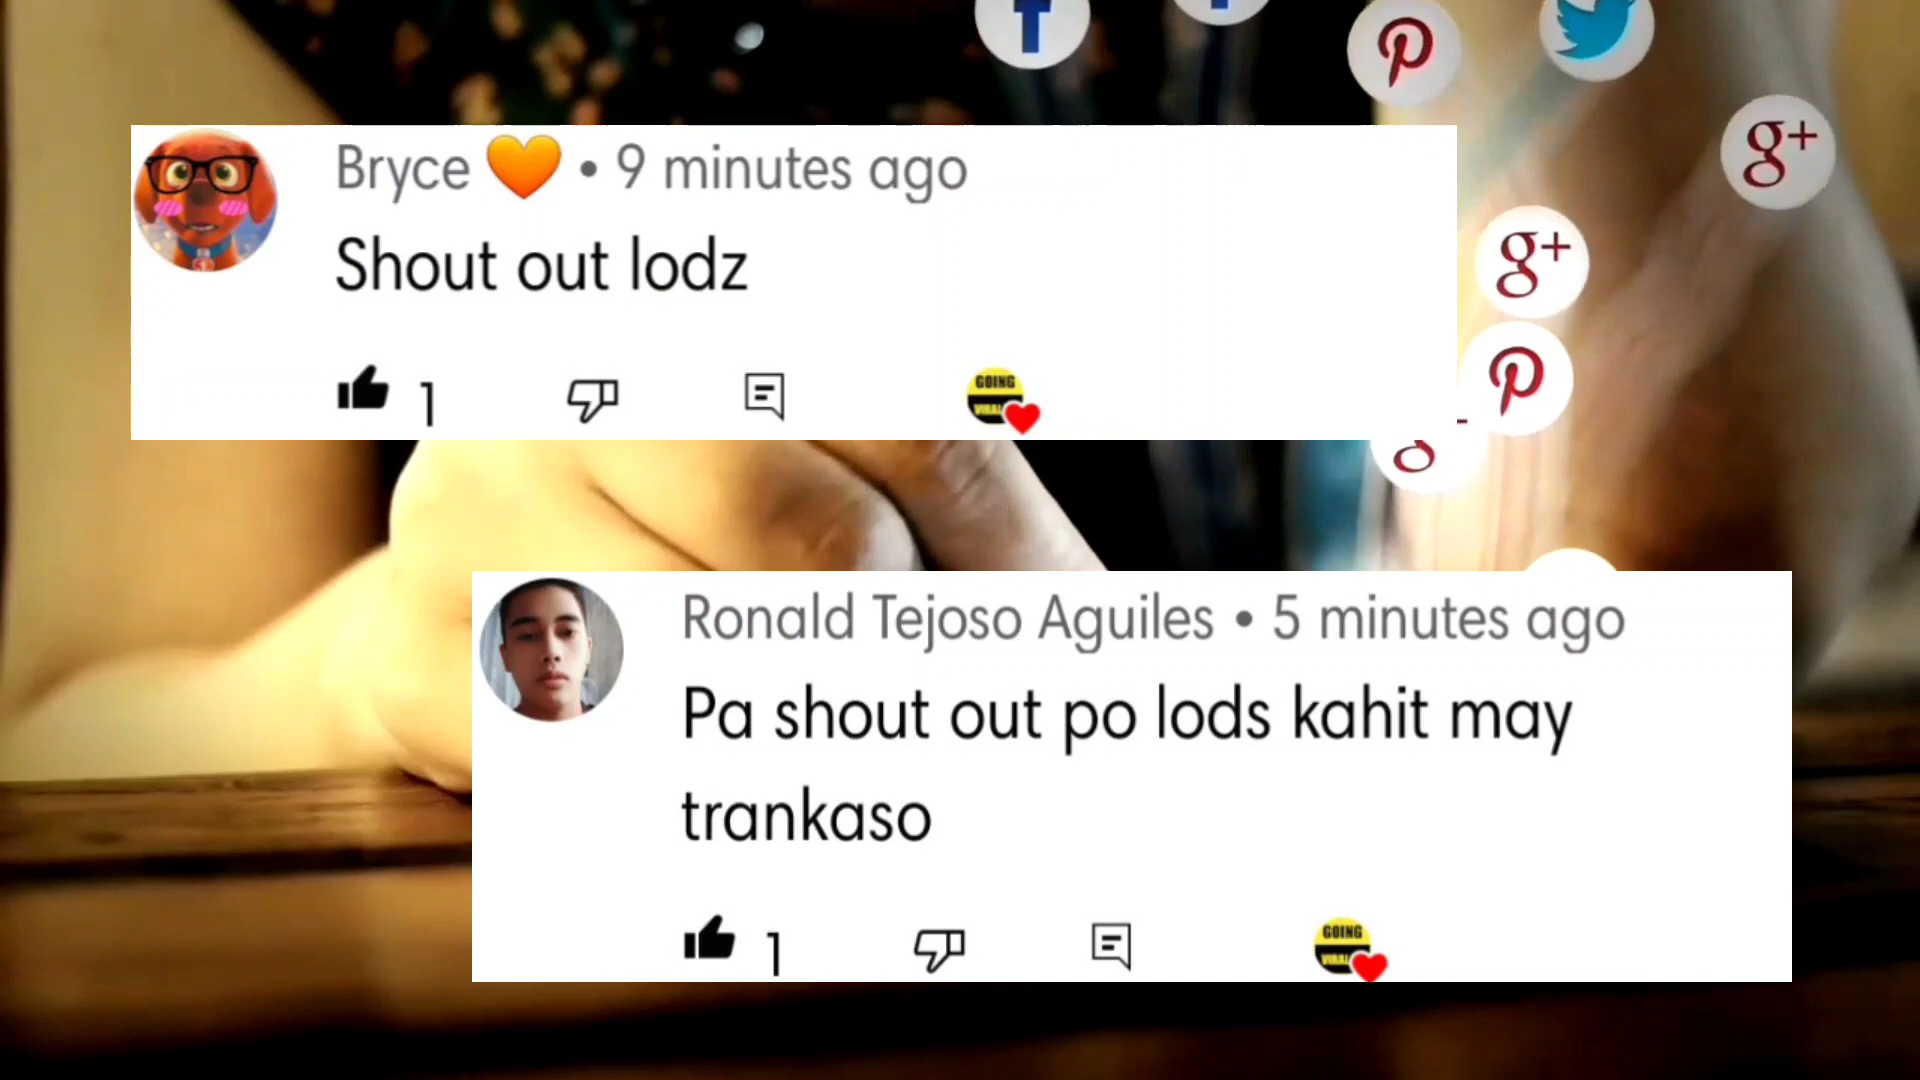 Bryce 🧡 • 9 minutes ago
Shout out lodz
1
GOING
VIRAL
Ronald Tejoso Aguiles • 5 minutes ago
Pa shout out po lods kahit may
trankaso
1
GOING
VIRAL
f
g+
g+
g